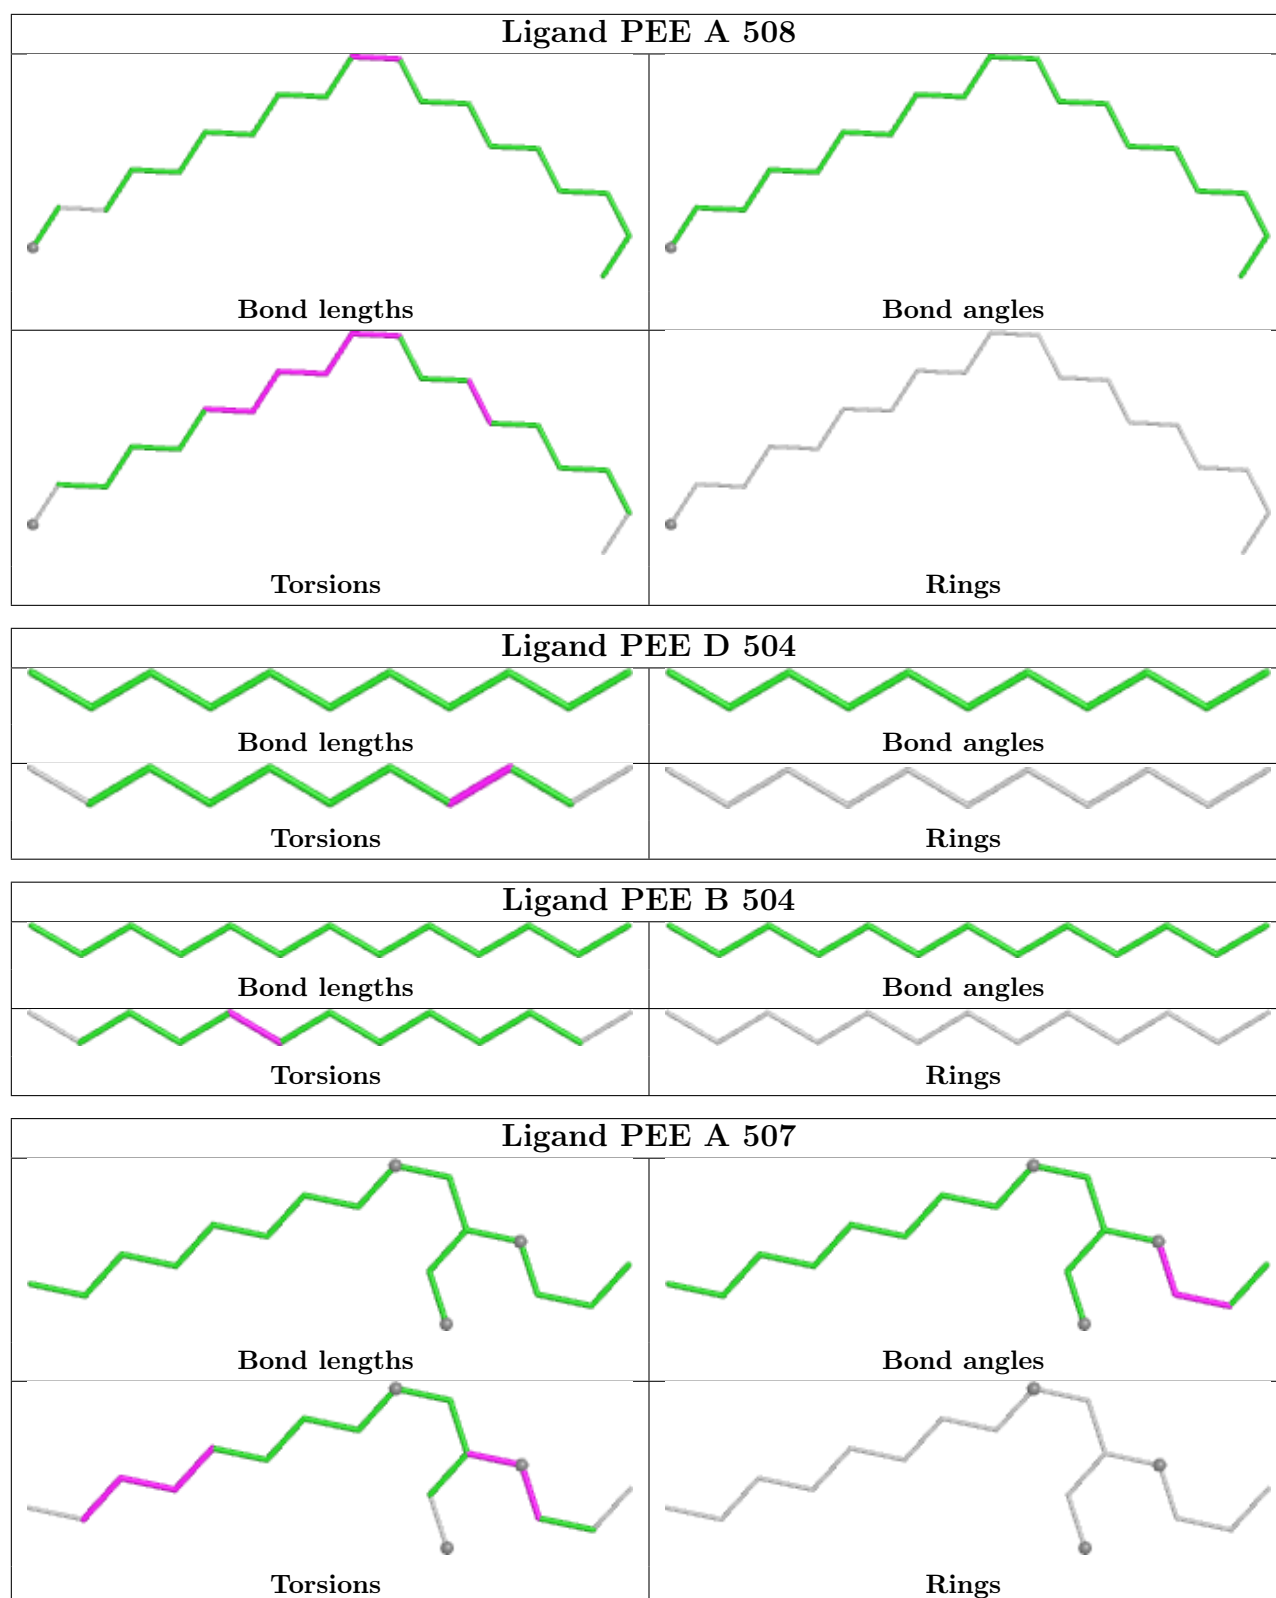 Ligand PEE A 508
Bond lengths Bond angles
Torsions Rings
Ligand PEE D 504
Bond lengths Bond angles
Torsions Rings
Ligand PEE B 504
Bond lengths Bond angles
Torsions Rings
Ligand PEE A 507
Bond lengths Bond angles
Torsions Rings